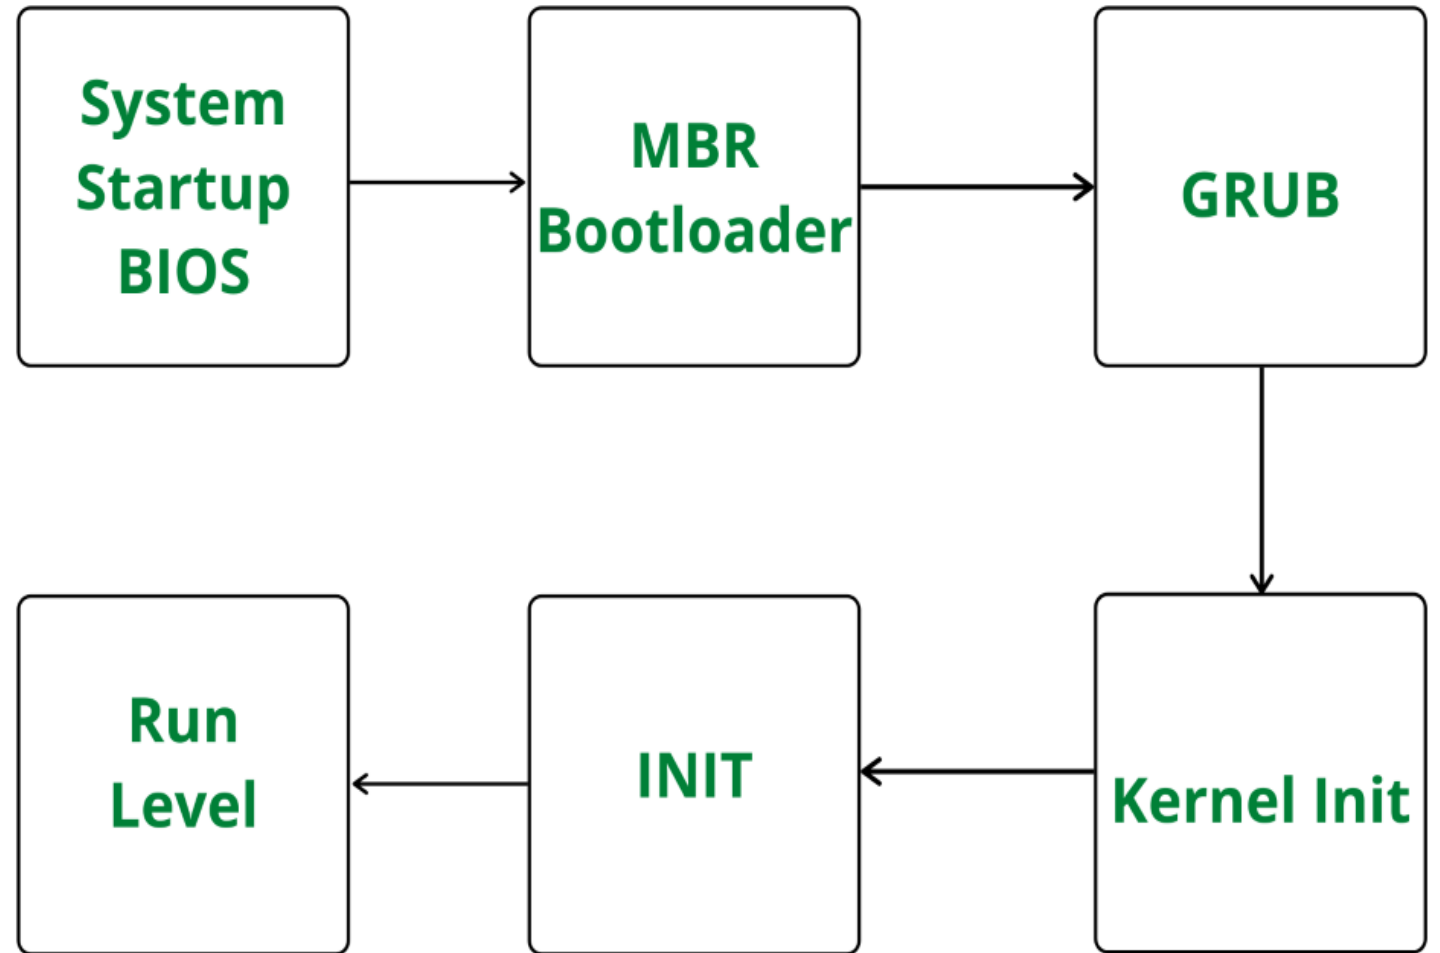 System
Startup
BIOS
MBR
Bootloader
GRUB
Run
Level
INIT
Kernel Init